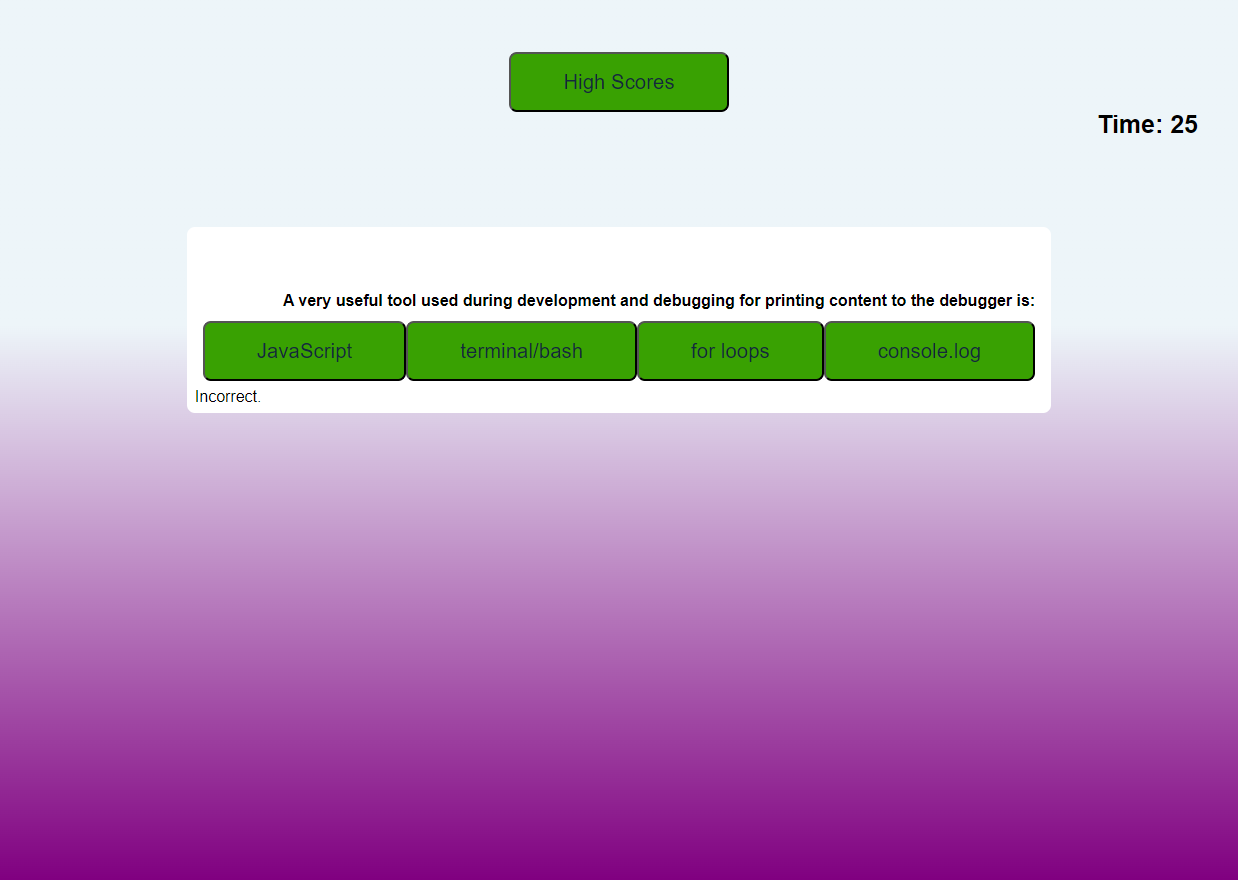 High Scores
Time: 25
A very useful tool used during development and debugging for printing content to the debugger is:
JavaScript terminal/bash for loops console.log
Incorrect.